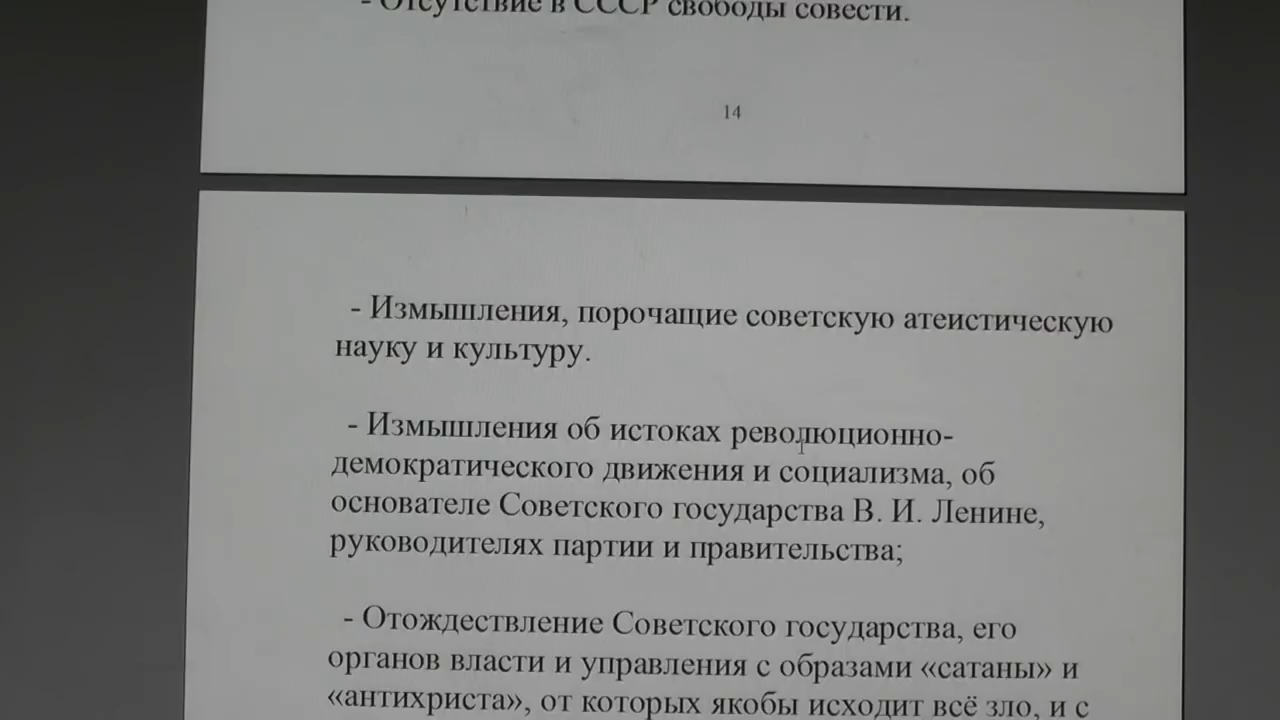 - Отсутствие в СССР свободы совести.
14
- Измышления, порочащие советскую атеистическую
науку и культуру.
- Измышления об истоках революционно-
демократического движения и социализма, об
основателе Советского государства В. И. Ленине,
руководителях партии и правительства;
- Отождествление Советского государства, его
органов власти и управления с образами «сатаны» и
«антихриста», от которых якобы исходит всё зло, и с